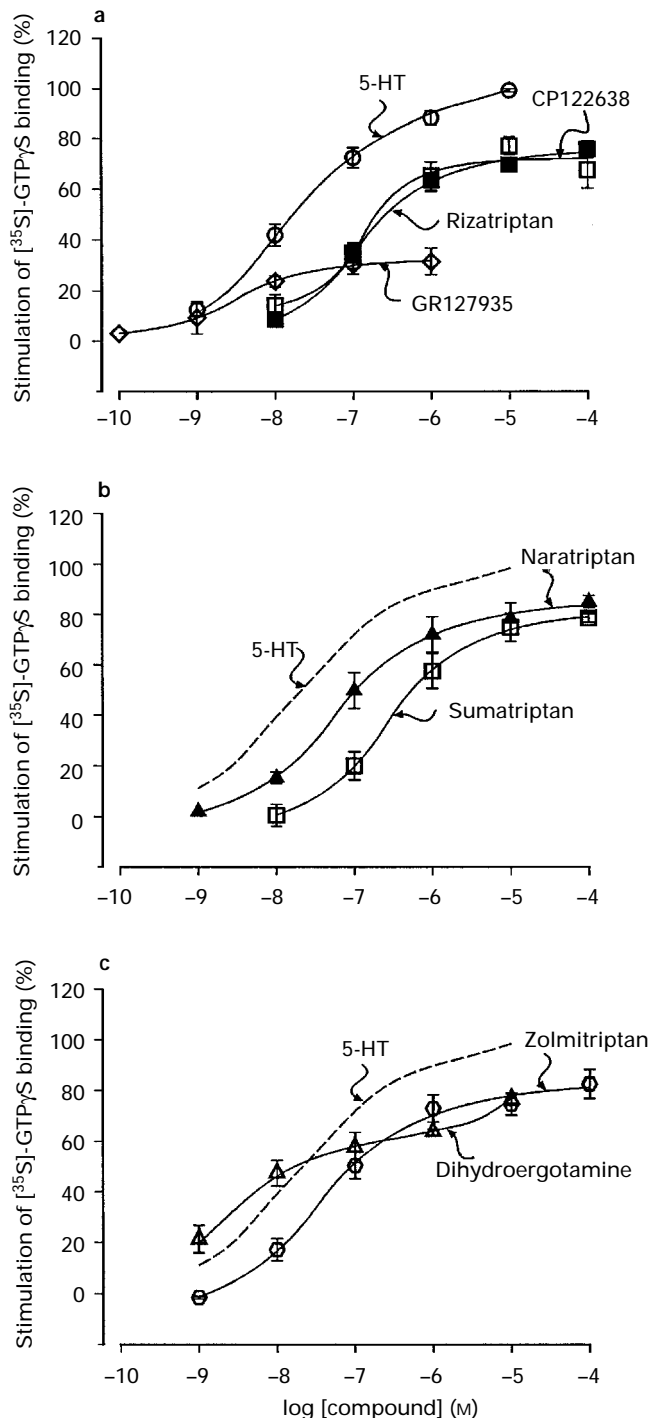 a
Stimulation of [³⁵S]-GTPγS binding (%)
120
100
80
60
40
20
0
5-HT
CP122638
Rizatriptan
GR127935
–10 –9 –8 –7 –6 –5 –4
b
Stimulation of [³⁵S]-GTPγS binding (%)
120
100
80
60
40
20
0
Naratriptan
5-HT
Sumatriptan
–10 –9 –8 –7 –6 –5 –4
c
Stimulation of [³⁵S]-GTPγS binding (%)
120
100
80
60
40
20
0
5-HT
Zolmitriptan
Dihydroergotamine
–10 –9 –8 –7 –6 –5 –4
log [compound] (M)